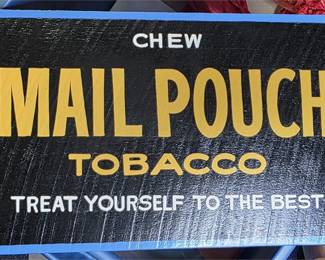 CHEW
MAIL POUCH
TOBACCO
TREAT YOURSELF TO THE BEST